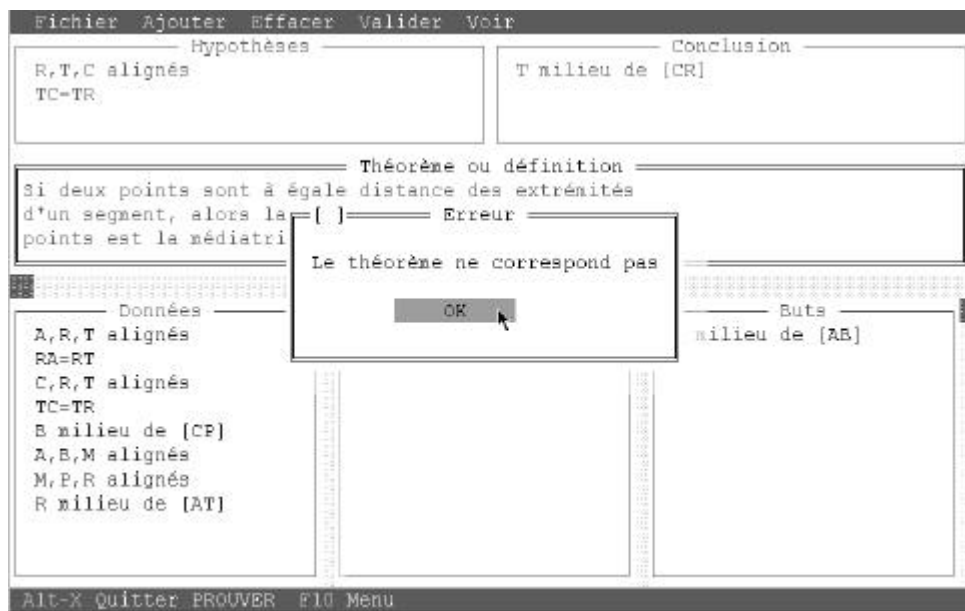 Fichier Ajouter Effacer Valider Voir
Hypothèses
R,T,C alignés
TC=TR
Conclusion
T milieu de [CR]
Théorème ou définition
Si deux points sont à égale distance des extrémités
d'un segment, alors la
points est la médiatri
[ ] Erreur
Le théorème ne correspond pas
OK
Données
A,R,T alignés
RA=RT
C,R,T alignés
TC=TR
B milieu de [CP]
A,B,M alignés
M,P,R alignés
R milieu de [AT]
Buts
milieu de [AB]
Alt-X Quitter PROUVER F10 Menu